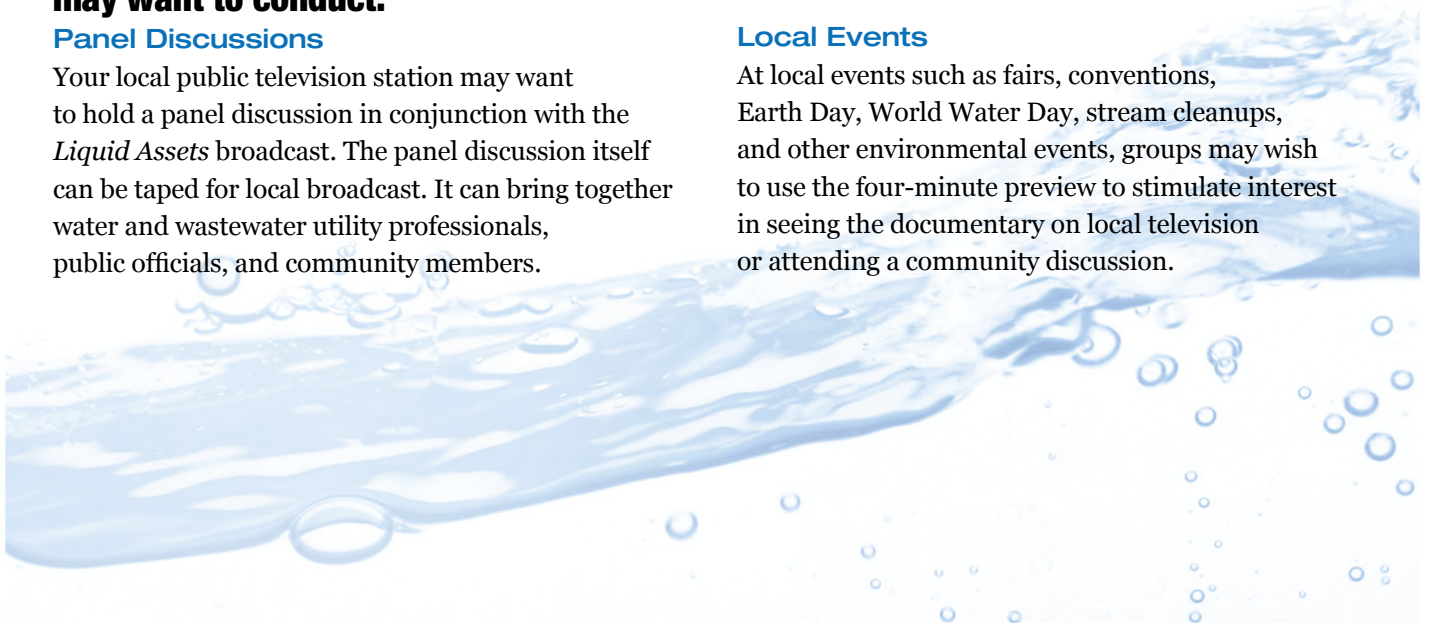 may want to conduct.
Panel Discussions
Your local public television station may want
to hold a panel discussion in conjunction with the
Liquid Assets broadcast. The panel discussion itself
can be taped for local broadcast. It can bring together
water and wastewater utility professionals,
public officials, and community members.
Local Events
At local events such as fairs, conventions,
Earth Day, World Water Day, stream cleanups,
and other environmental events, groups may wish
to use the four-minute preview to stimulate interest
in seeing the documentary on local television
or attending a community discussion.